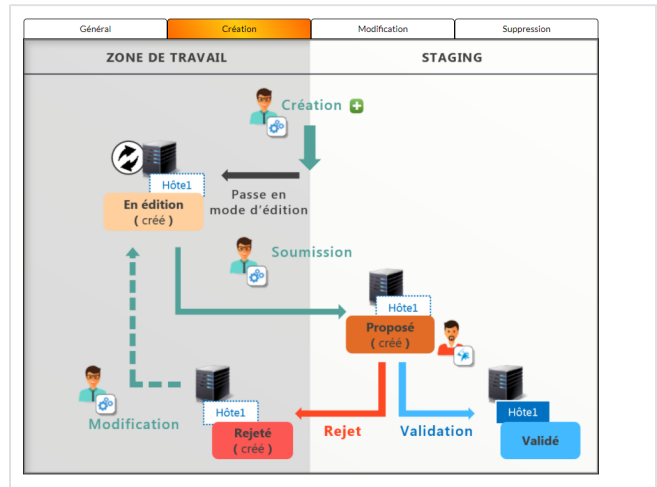 Général
Création
Modification
Suppression
ZONE DE TRAVAIL
STAGING
Création
Hôte1
En édition
( créé )
Passe en
mode d'édition
Soumission
Hôte1
Proposé
( créé )
Modification
Hôte1
Rejeté
( créé )
Rejet
Validation
Hôte1
Validé